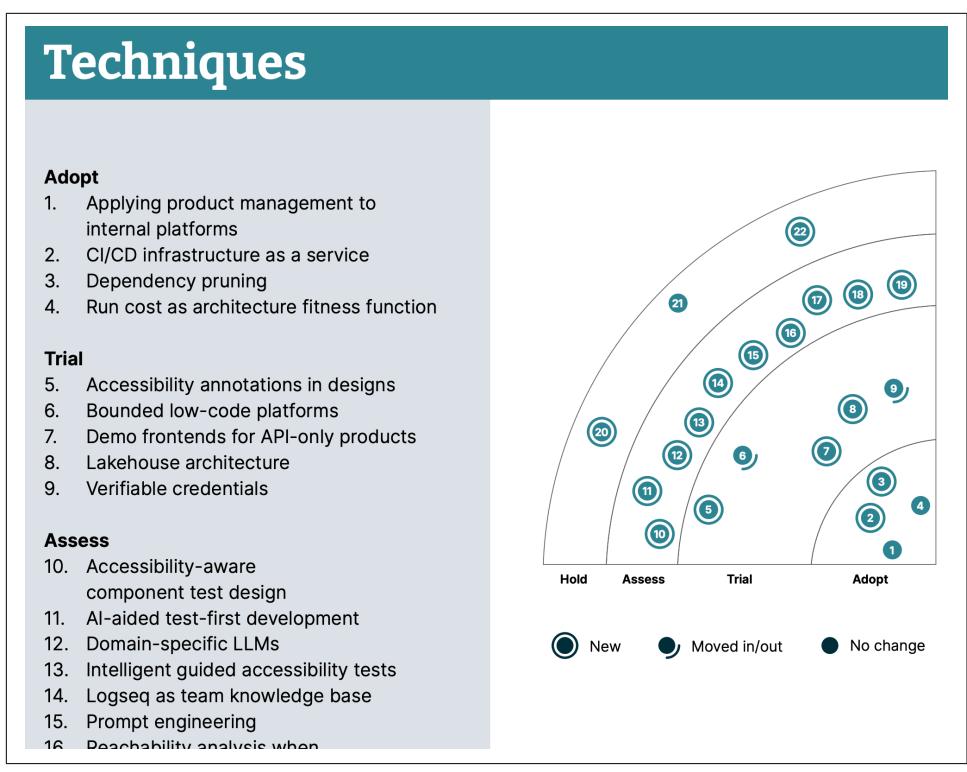 Techniques
Adopt
1. Applying product management to
internal platforms
2. CI/CD infrastructure as a service
3. Dependency pruning
4. Run cost as architecture fitness function
Trial
5. Accessibility annotations in designs
6. Bounded low-code platforms
7. Demo frontends for API-only products
8. Lakehouse architecture
9. Verifiable credentials
Assess
10. Accessibility-aware
component test design
11. AI-aided test-first development
12. Domain-specific LLMs
13. Intelligent guided accessibility tests
14. Logseq as team knowledge base
15. Prompt engineering
16. Reachability analysis when
22
21
19
18
17
16
15
14
13
20
12
11
10
9
8
7
6
5
3
4
2
1
Hold Assess Trial Adopt
New Moved in/out No change